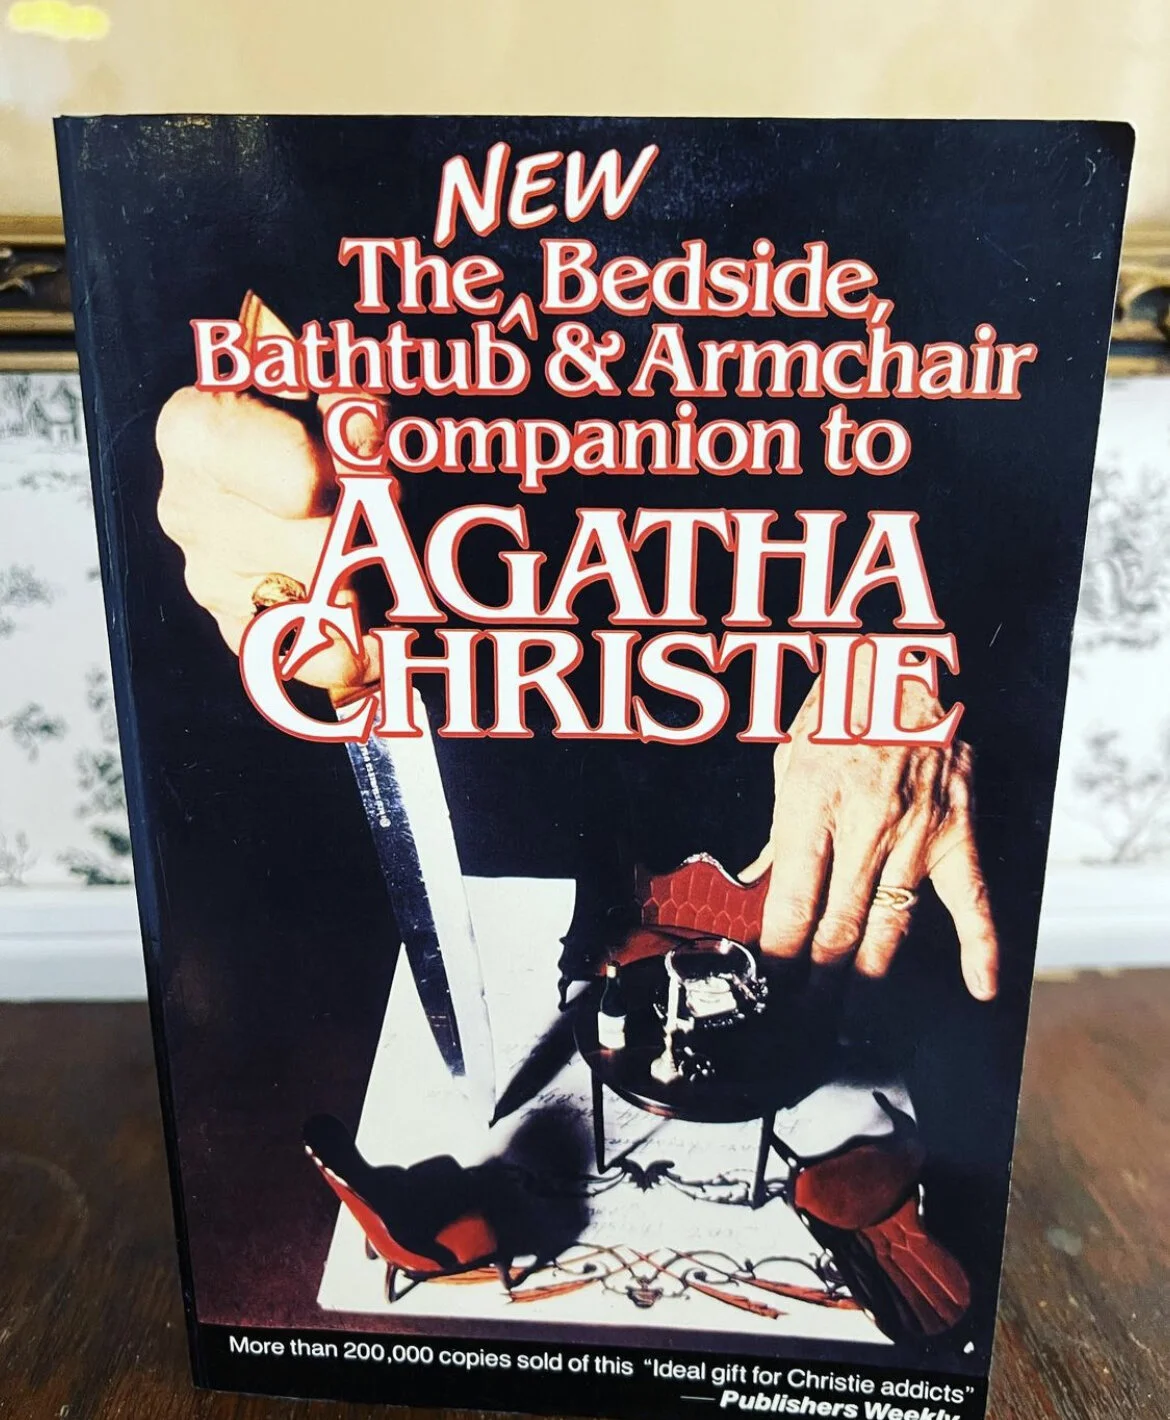 NEW
The ^ Bedside,
Bathtub & Armchair
Companion to
AGATHA
CHRISTIE
More than 200,000 copies sold of this “Ideal gift for Christie addicts”
— Publishers Weekly